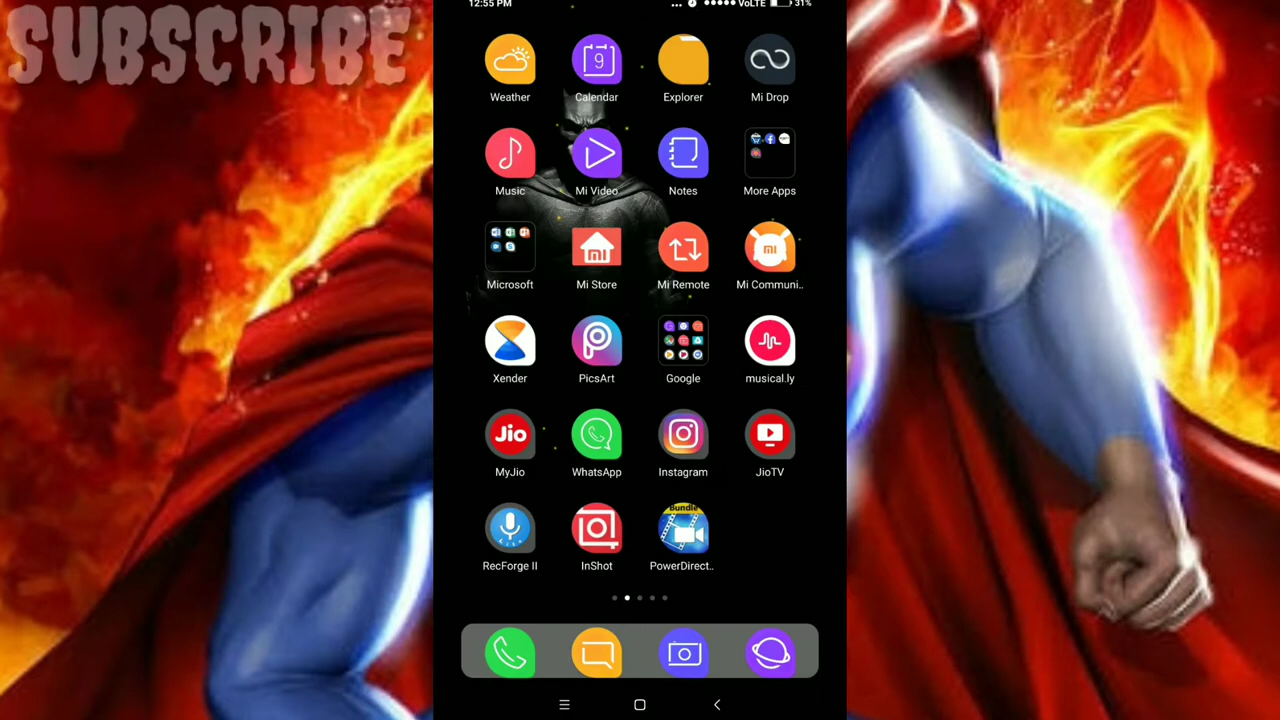 SUBSCRIBE
12:55 PM ... VoLTE 31%
9
Weather Calendar Explorer Mi Drop
Music Mi Video Notes More Apps
mi mi
Microsoft Mi Store Mi Remote Mi Communi..
Xender PicsArt Google musical.ly
Jio
MyJio WhatsApp Instagram JioTV
Bundle
RecForge II InShot PowerDirect..